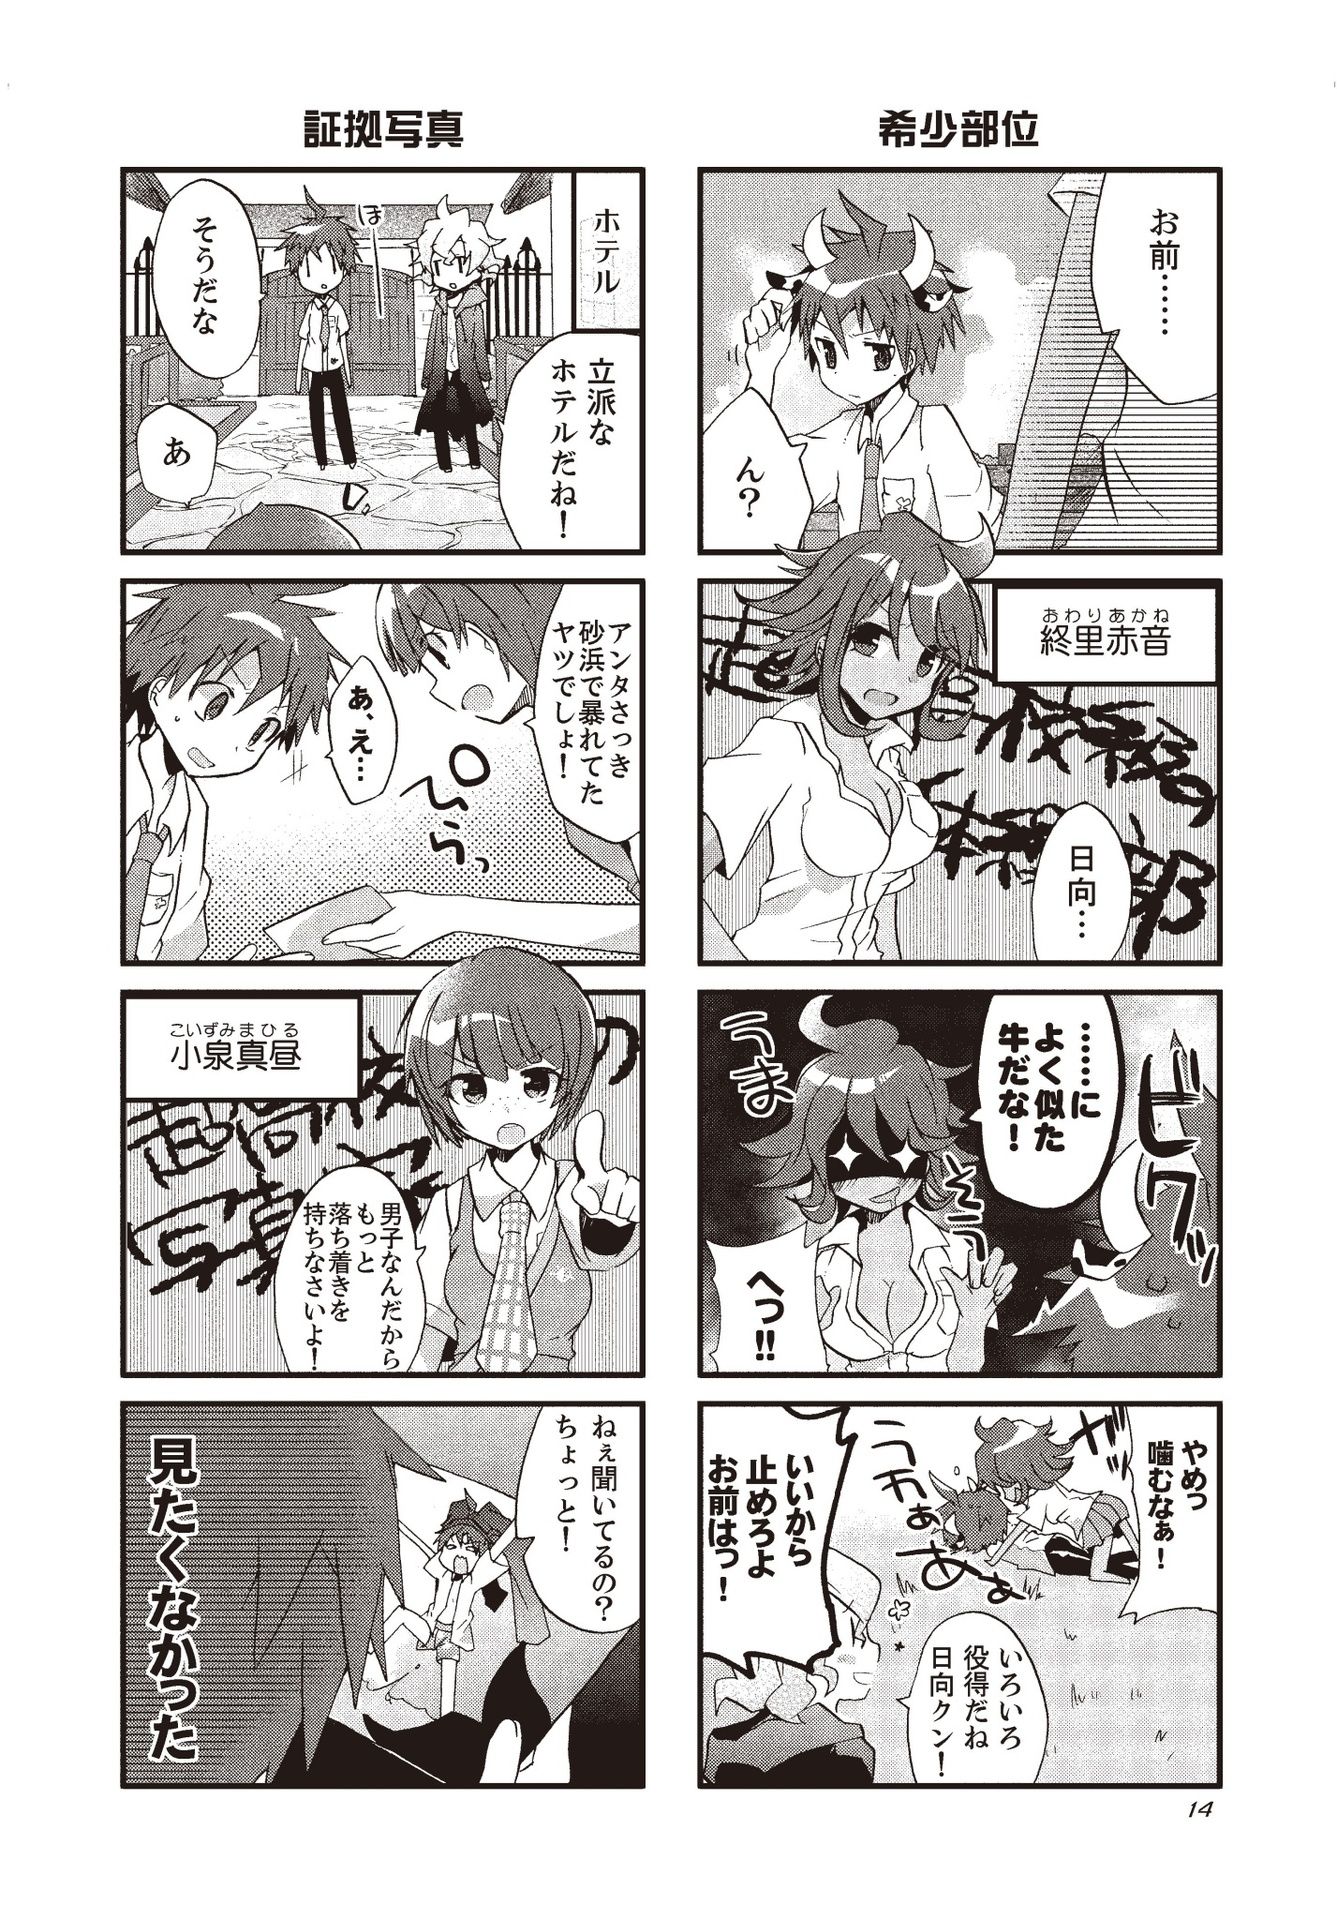 希少部位
お前……
ん？
おわりあかね
終里赤音
日向…
……に
よく似た
牛だな！
ビクッ
うま
そう
へっ!!
やめっ
噛むなぁ！
うわぁ
あぁ
いいから
止めろよ
お前はっ！
いろいろ
役得だね
日向クン！
証拠写真
ホテル
立派な
ホテルだね！
ほー
そうだな
あ
アンタさっき
砂浜で暴れてた
ヤツでしょ！
あ、え…
ぴらっ
こいずみまひる
小泉真昼
超高校級の
写真家
男子なんだから
もっと
落ち着きを
持ちなさいよ！
ねぇ聞いてるの？
ちょっと！
見たくなかった
14